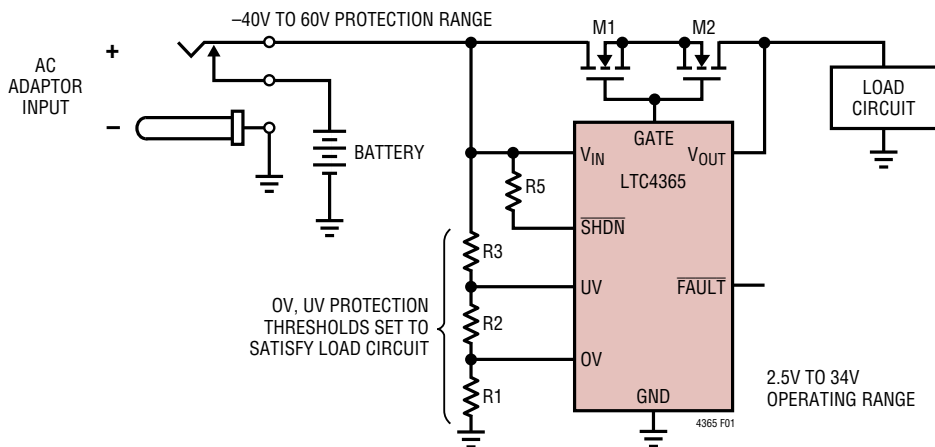 –40V TO 60V PROTECTION RANGE
M1
M2
+
AC
ADAPTOR
INPUT
–
BATTERY
LOAD
CIRCUIT
GATE
VIN
VOUT
LTC4365
R5
SHDN
R3
UV
FAULT
OV, UV PROTECTION
THRESHOLDS SET TO
SATISFY LOAD CIRCUIT
R2
OV
R1
GND
2.5V TO 34V
OPERATING RANGE
4365 F01